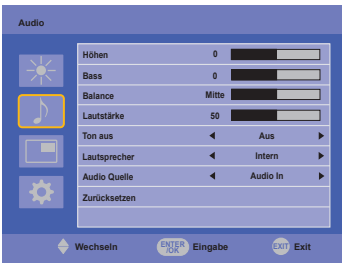 Audio
Höhen 0
Bass 0
Balance Mitte
Lautstärke 50
Ton aus Aus
Lautsprecher Intern
Audio Quelle Audio In
Zurücksetzen
Wechseln ENTER /OK Eingabe EXIT Exit